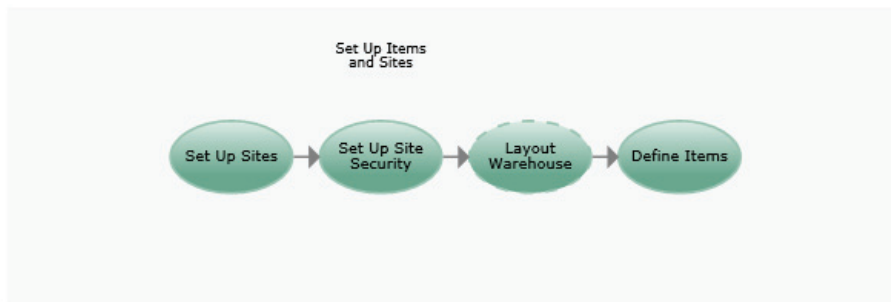 Set Up Items
and Sites
Set Up Sites
Set Up Site
Security
Layout
Warehouse
Define Items